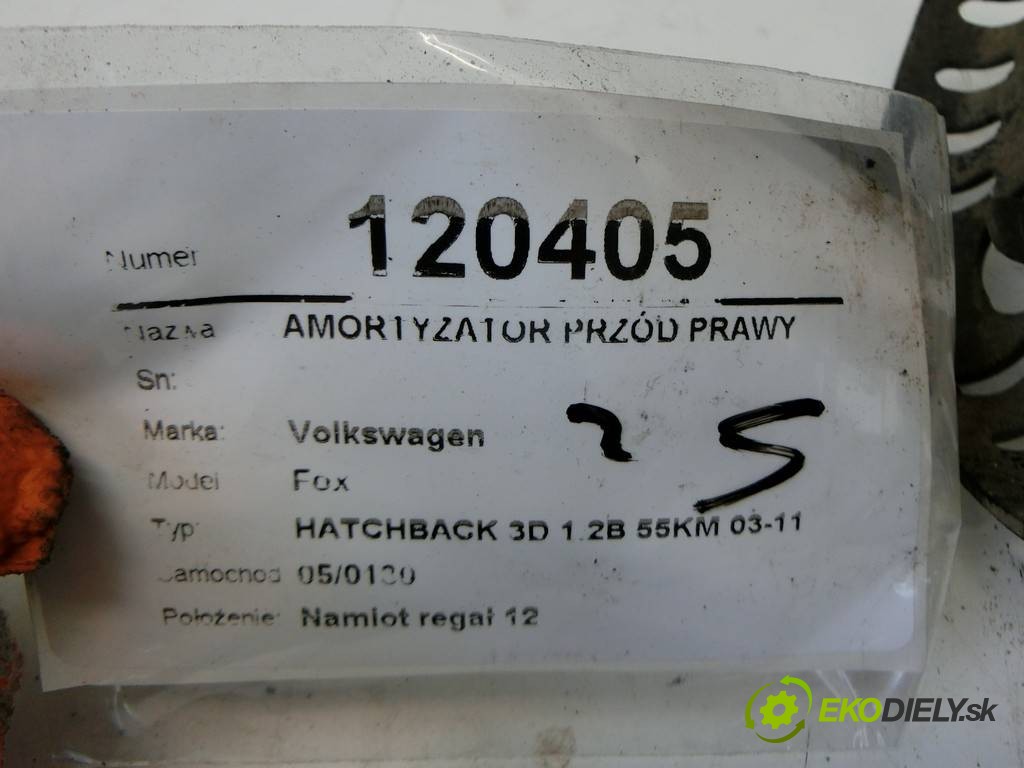 Numer 120405
Nazwa AMORTYZATOR PRZÓD PRAWY
Sn:
Marka: Volkswagen
Model Fox
Typ: HATCHBACK 3D 1.2B 55KM 03-11
Samochod 05/0130
Położenie: Namiot regał 12
EKODIELY.sk